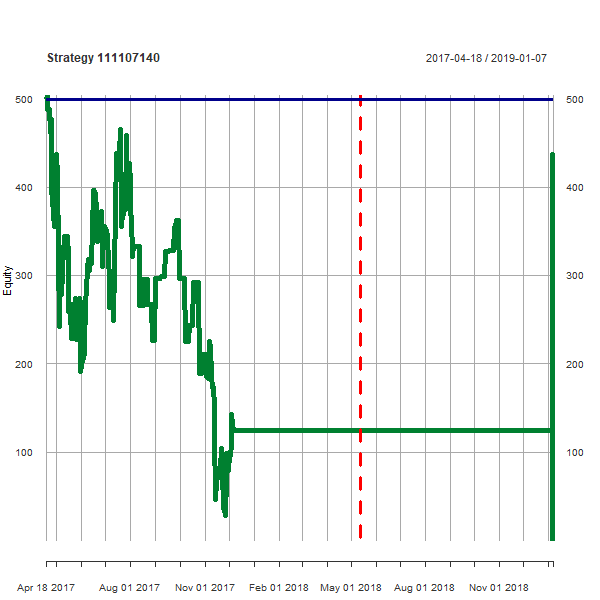 Strategy 111107140
2017-04-18 / 2019-01-07
500
500
400
400
300
300
200
200
100
100
Equity
Apr 18 2017
Aug 01 2017
Nov 01 2017
Feb 01 2018
May 01 2018
Aug 01 2018
Nov 01 2018